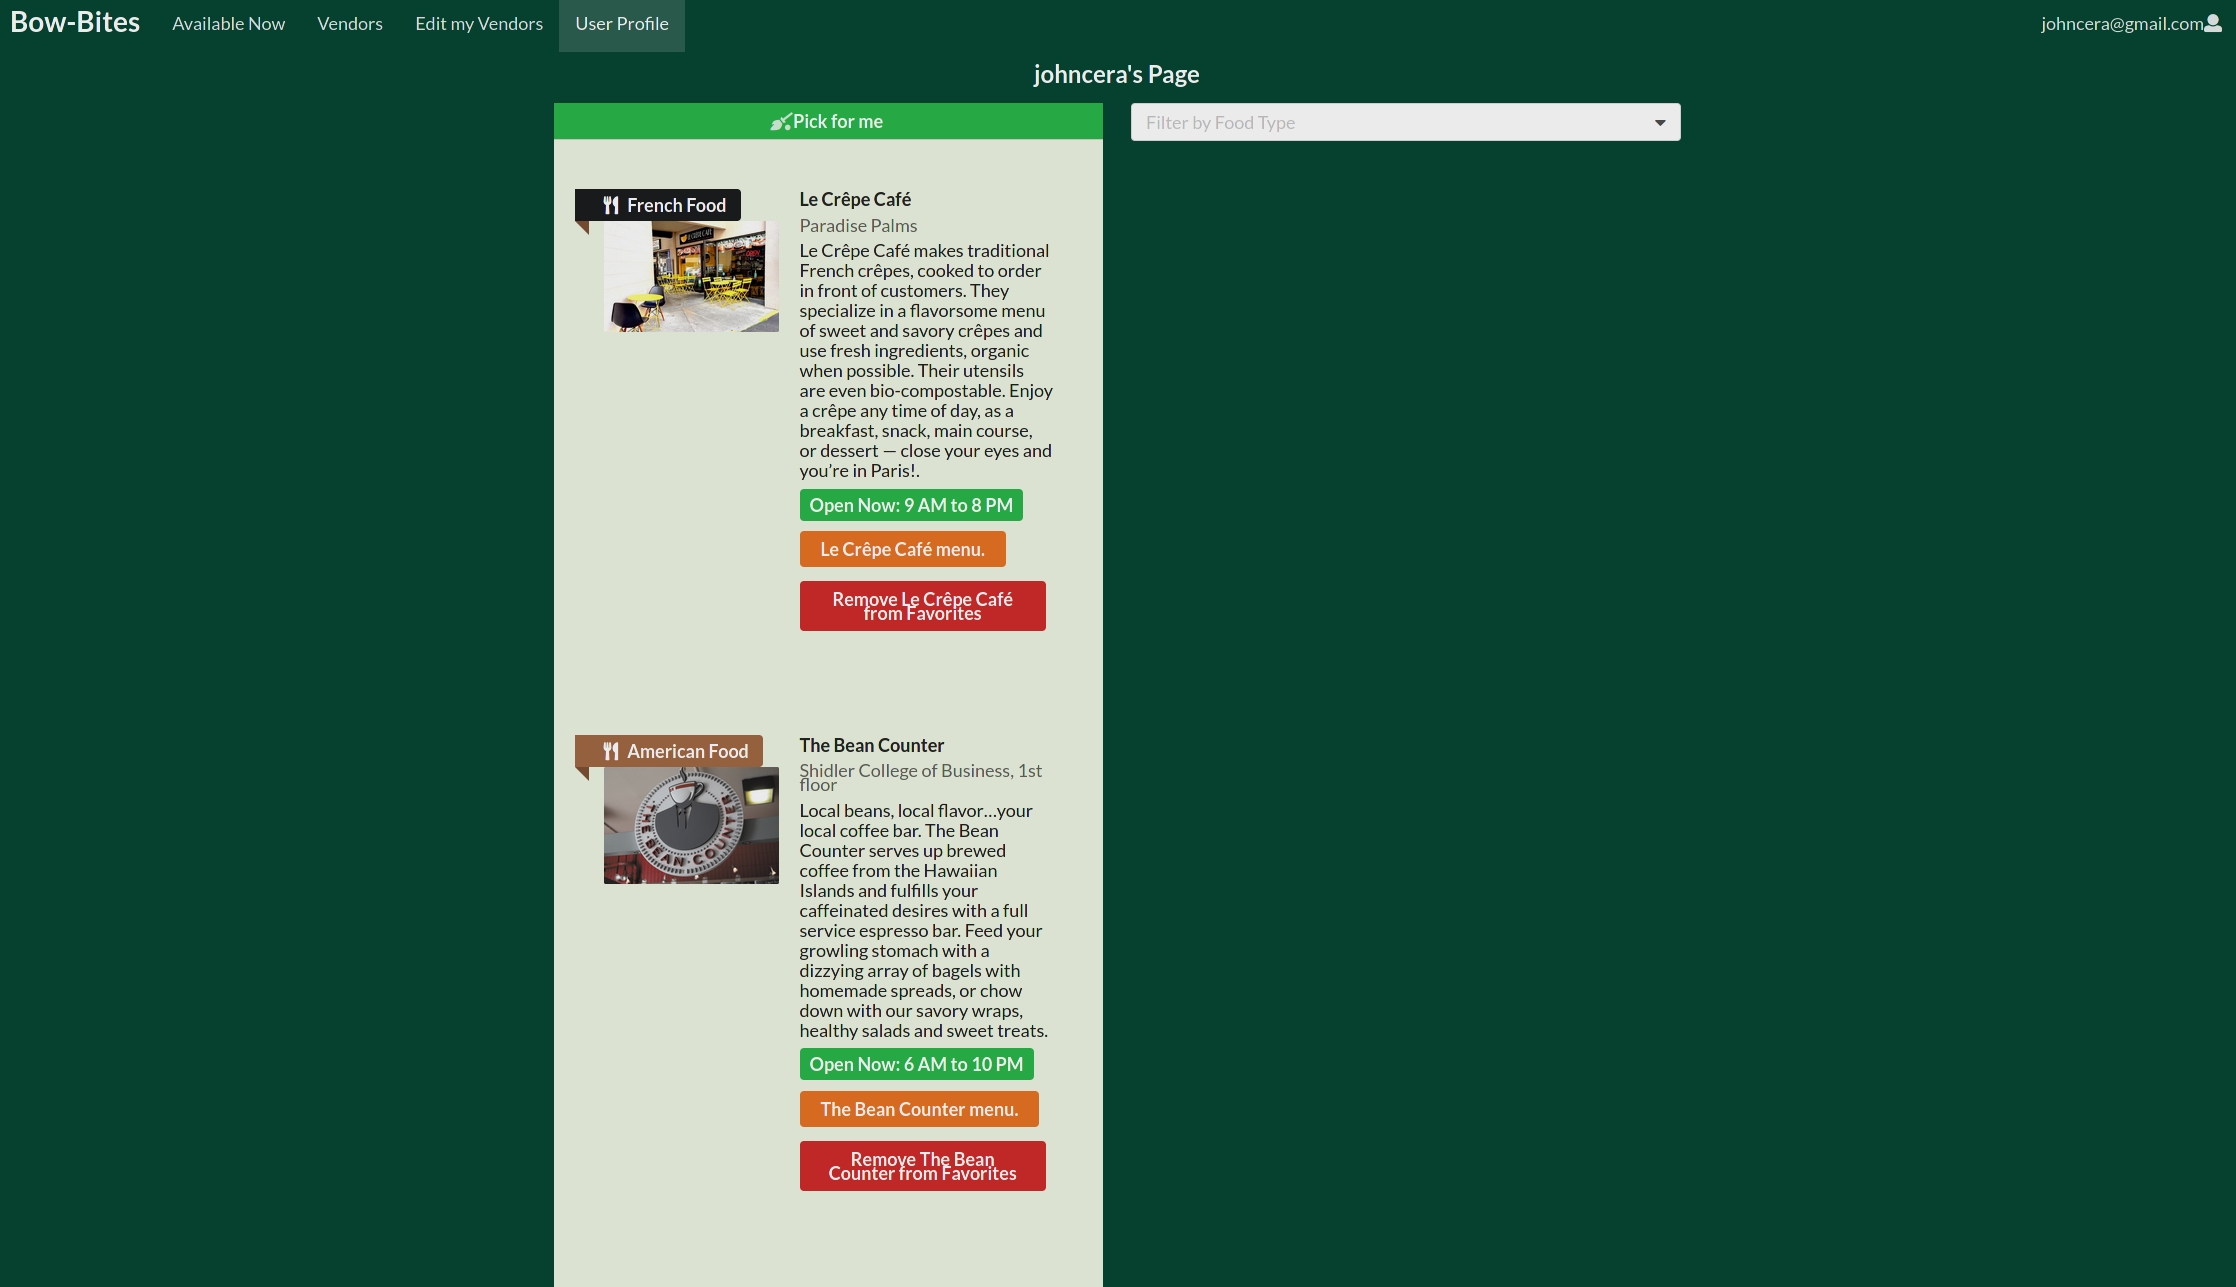 Bow-Bites Available Now Vendors Edit my Vendors User Profile johncera@gmail.com
johncera's Page
Pick for me
Filter by Food Type
French Food
LE CREPE CAFE
OPEN
Le Crêpe Café
Paradise Palms
Le Crêpe Café makes traditional
French crêpes, cooked to order
in front of customers. They
specialize in a flavorsome menu
of sweet and savory crêpes and
use fresh ingredients, organic
when possible. Their utensils
are even bio-compostable. Enjoy
a crêpe any time of day, as a
breakfast, snack, main course,
or dessert — close your eyes and
you’re in Paris!.
Open Now: 9 AM to 8 PM
Le Crêpe Café menu.
Remove Le Crêpe Café
from Favorites
American Food
THE BEAN COUNTER
The Bean Counter
Shidler College of Business, 1st
floor
Local beans, local flavor…your
local coffee bar. The Bean
Counter serves up brewed
coffee from the Hawaiian
Islands and fulfills your
caffeinated desires with a full
service espresso bar. Feed your
growling stomach with a
dizzying array of bagels with
homemade spreads, or chow
down with our savory wraps,
healthy salads and sweet treats.
Open Now: 6 AM to 10 PM
The Bean Counter menu.
Remove The Bean
Counter from Favorites